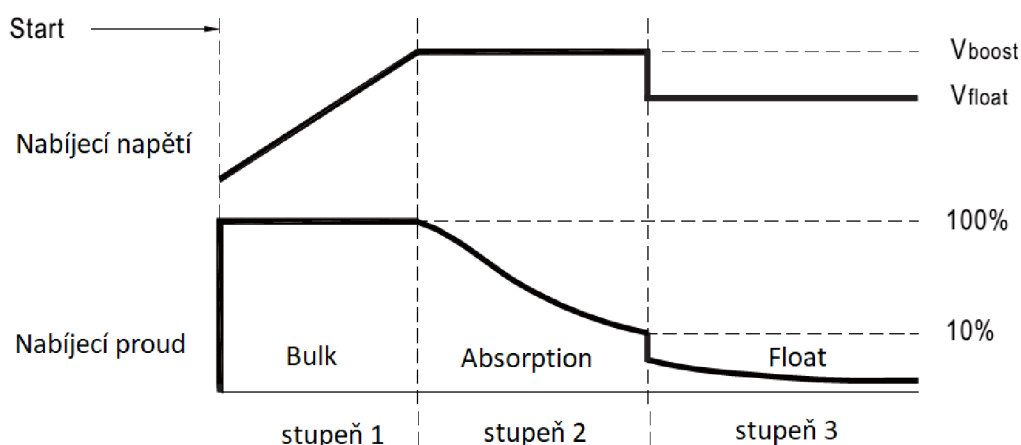 Start
Vboost
Vfloat
Nabíjecí napětí
100%
10%
Nabíjecí proud
Bulk
Absorption
Float
stupeň 1
stupeň 2
stupeň 3